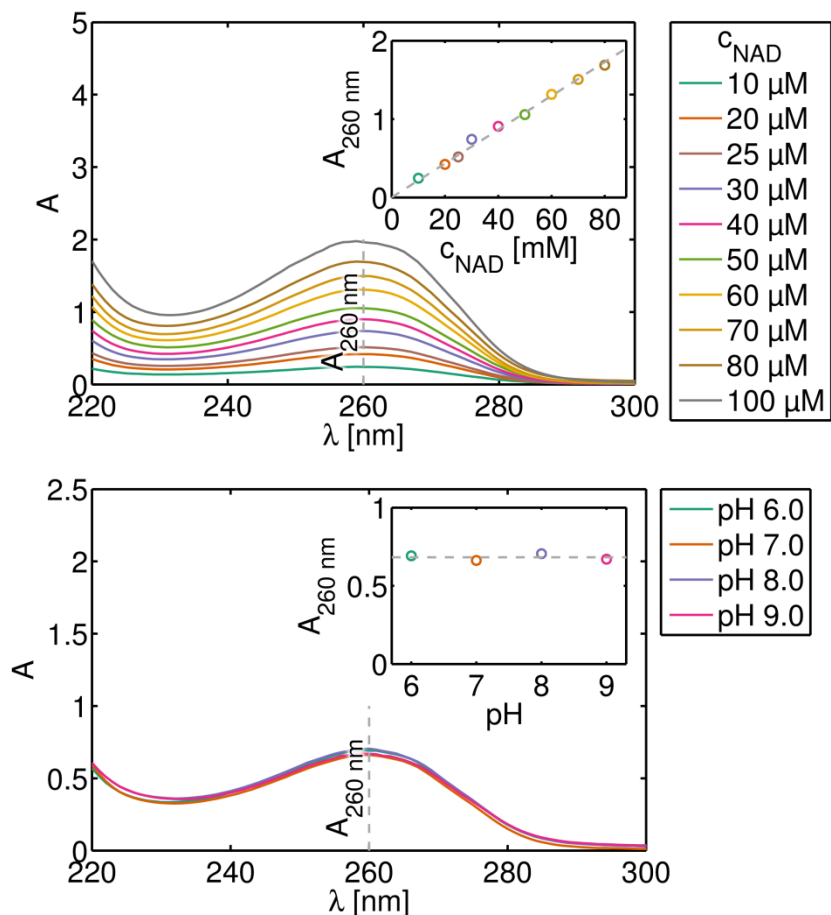 5
4
3
2
1
0
A
220
240
260
280
300
λ [nm]
A260 nm
2
1
0
A260 nm
0
20
40
60
80
cNAD [mM]
cNAD
10 µM
20 µM
25 µM
30 µM
40 µM
50 µM
60 µM
70 µM
80 µM
100 µM
2.5
2
1.5
1
0.5
0
A
220
240
260
280
300
λ [nm]
A260 nm
1
0.5
0
A260 nm
6
7
8
9
pH
pH 6.0
pH 7.0
pH 8.0
pH 9.0